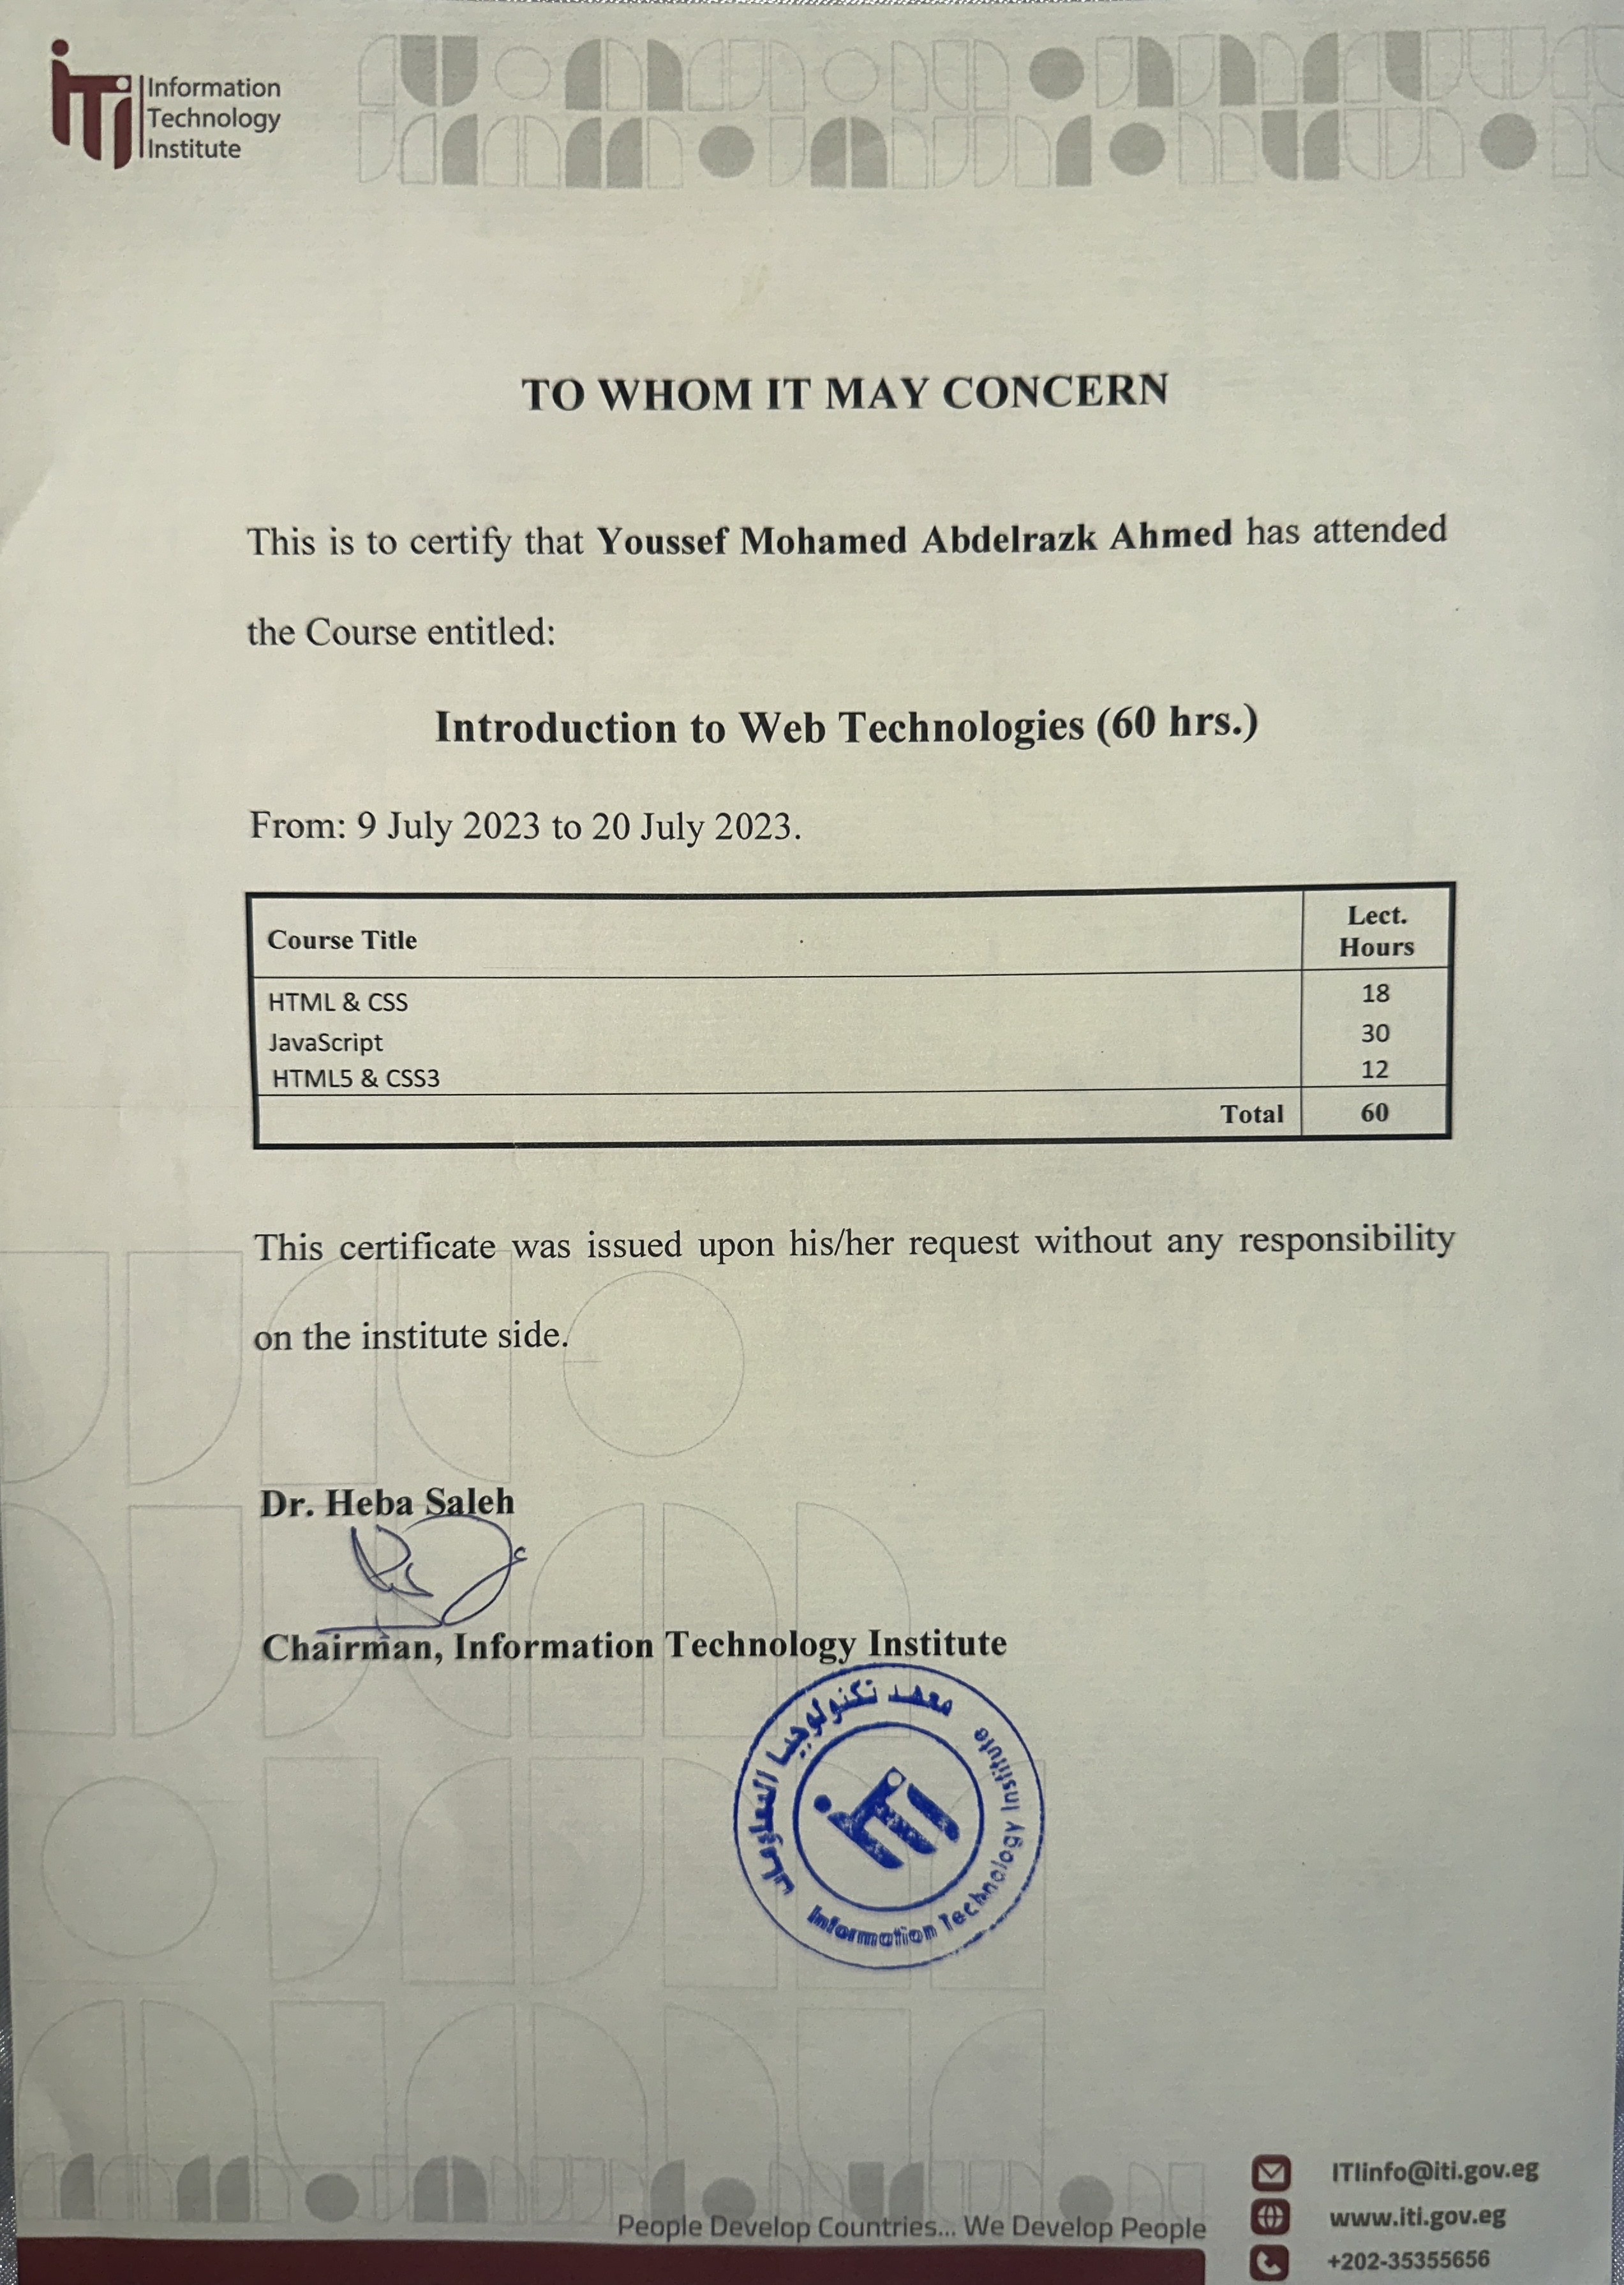 iTi
Information
Technology
Institute
TO WHOM IT MAY CONCERN
This is to certify that Youssef Mohamed Abdelrazk Ahmed has attended
the Course entitled:
Introduction to Web Technologies (60 hrs.)
From: 9 July 2023 to 20 July 2023.
Course Title Lect. Hours
HTML & CSS 18
JavaScript 30
HTML5 & CSS3 12
Total 60
This certificate was issued upon his/her request without any responsibility
on the institute side.
Dr. Heba Saleh
Chairman, Information Technology Institute
معهد تكنولوجيا المعلومات
iTi
Information Technology Institute
People Develop Countries... We Develop People
ITIinfo@iti.gov.eg
www.iti.gov.eg
+202-35355656